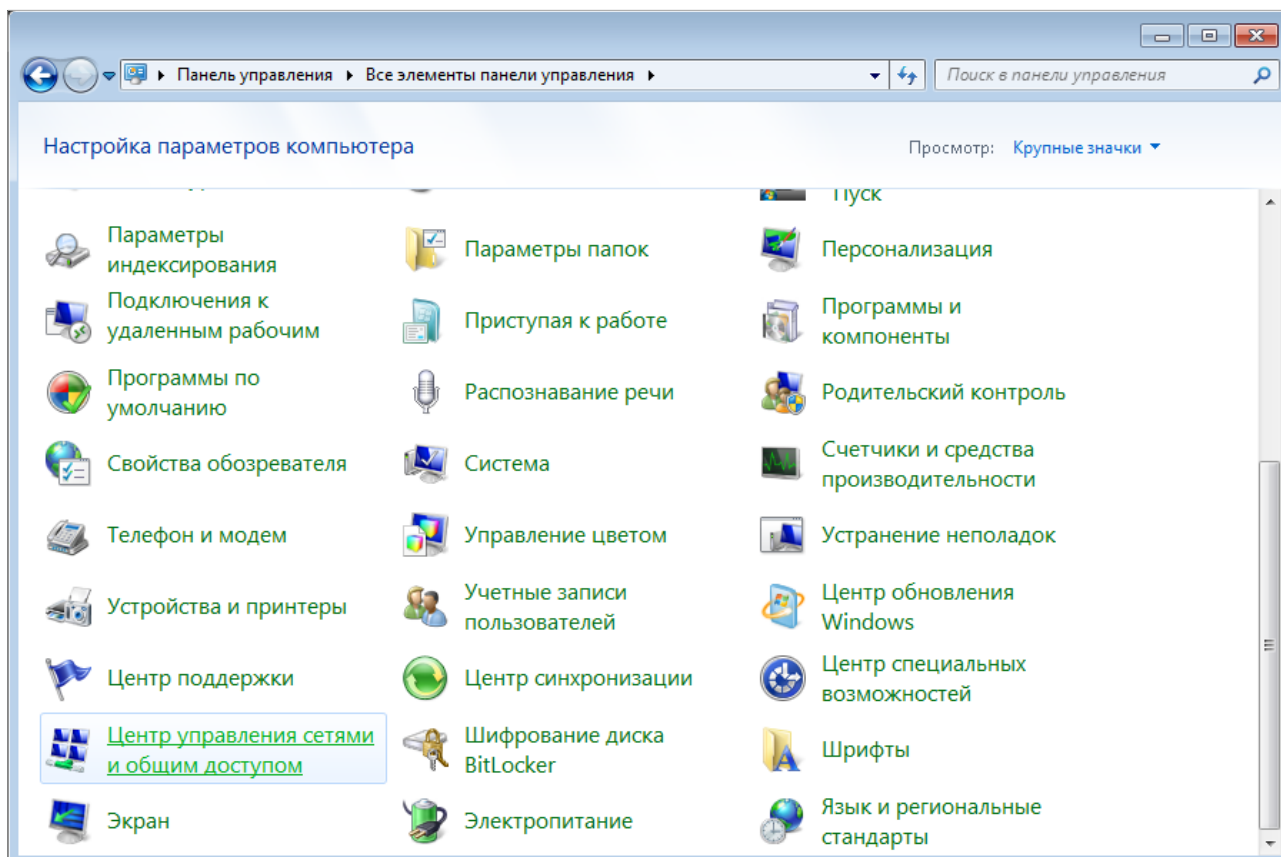 Панель управления Все элементы панели управления
Поиск в панели управления
Настройка параметров компьютера
Просмотр: Крупные значки
Пуск
Параметры
индексирования
Параметры папок
Персонализация
Подключения к
удаленным рабочим
Приступая к работе
Программы и
компоненты
Программы по
умолчанию
Распознавание речи
Родительский контроль
Свойства обозревателя
Система
Счетчики и средства
производительности
Телефон и модем
Управление цветом
Устранение неполадок
Устройства и принтеры
Учетные записи
пользователей
Центр обновления
Windows
Центр поддержки
Центр синхронизации
Центр специальных
возможностей
Центр управления сетями
и общим доступом
Шифрование диска
BitLocker
Шрифты
Экран
Электропитание
Язык и региональные
стандарты